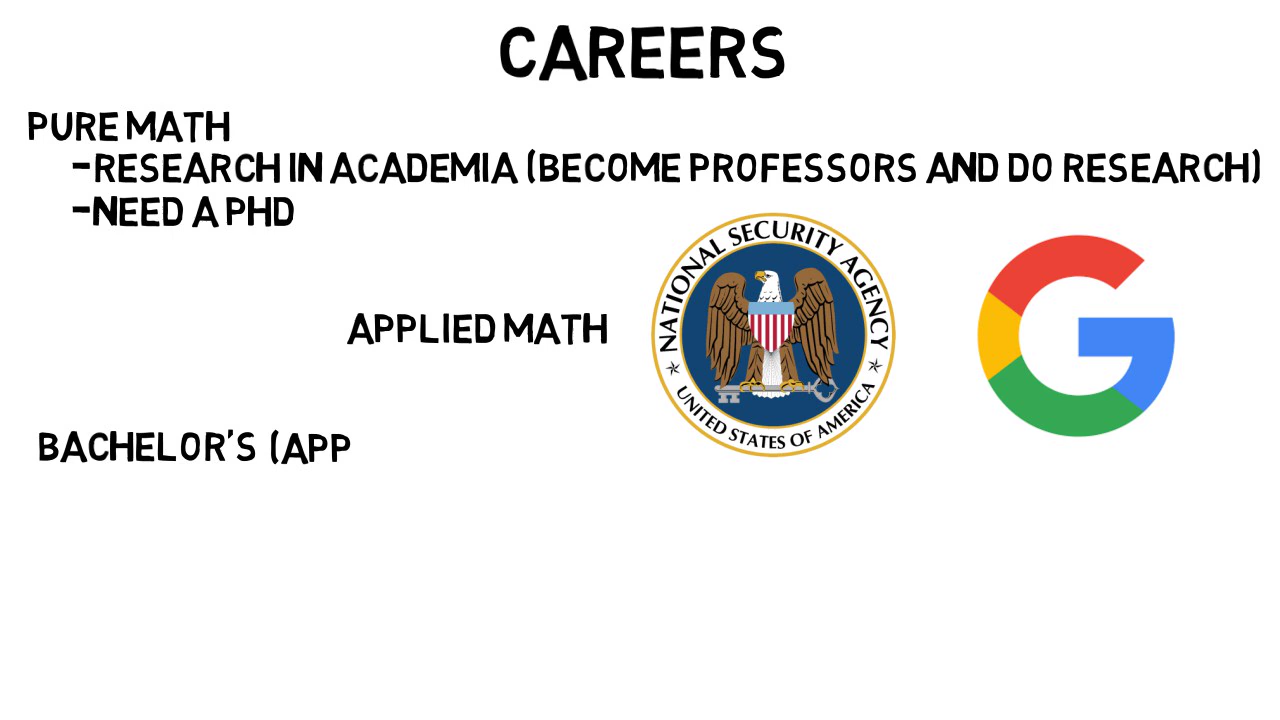 CAREERS
PURE MATH
-RESEARCH IN ACADEMIA (BECOME PROFESSORS AND DO RESEARCH)
-NEED A PHD
APPLIED MATH
NATIONAL SECURITY AGENCY
UNITED STATES OF AMERICA
G
BACHELOR'S (APP